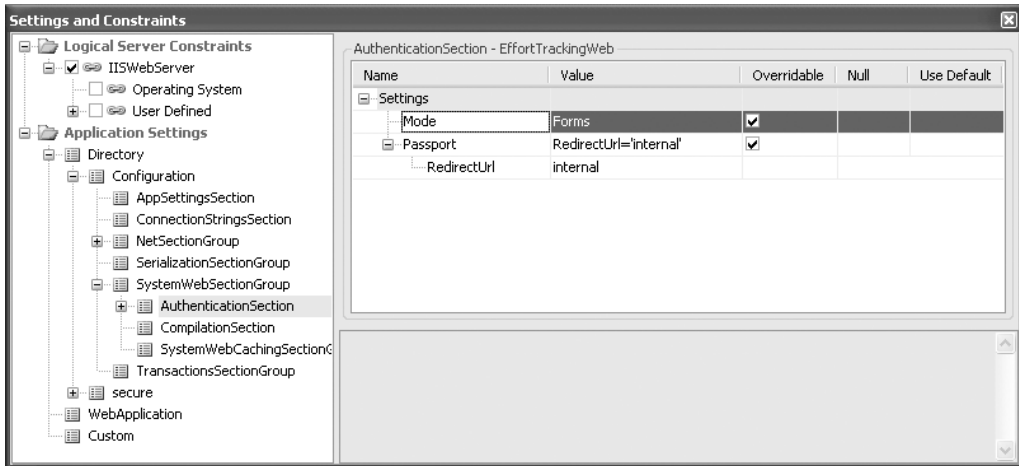 Settings and Constraints
Logical Server Constraints
IISWebServer
Operating System
User Defined
Application Settings
Directory
Configuration
AppSettingsSection
ConnectionStringsSection
NetSectionGroup
SerializationSectionGroup
SystemWebSectionGroup
AuthenticationSection
CompilationSection
SystemWebCachingSectionG
TransactionsSectionGroup
secure
WebApplication
Custom
AuthenticationSection - EffortTrackingWeb
Name Value Overridable Null Use Default
Settings
Mode Forms
Passport RedirectUrl='internal'
RedirectUrl internal